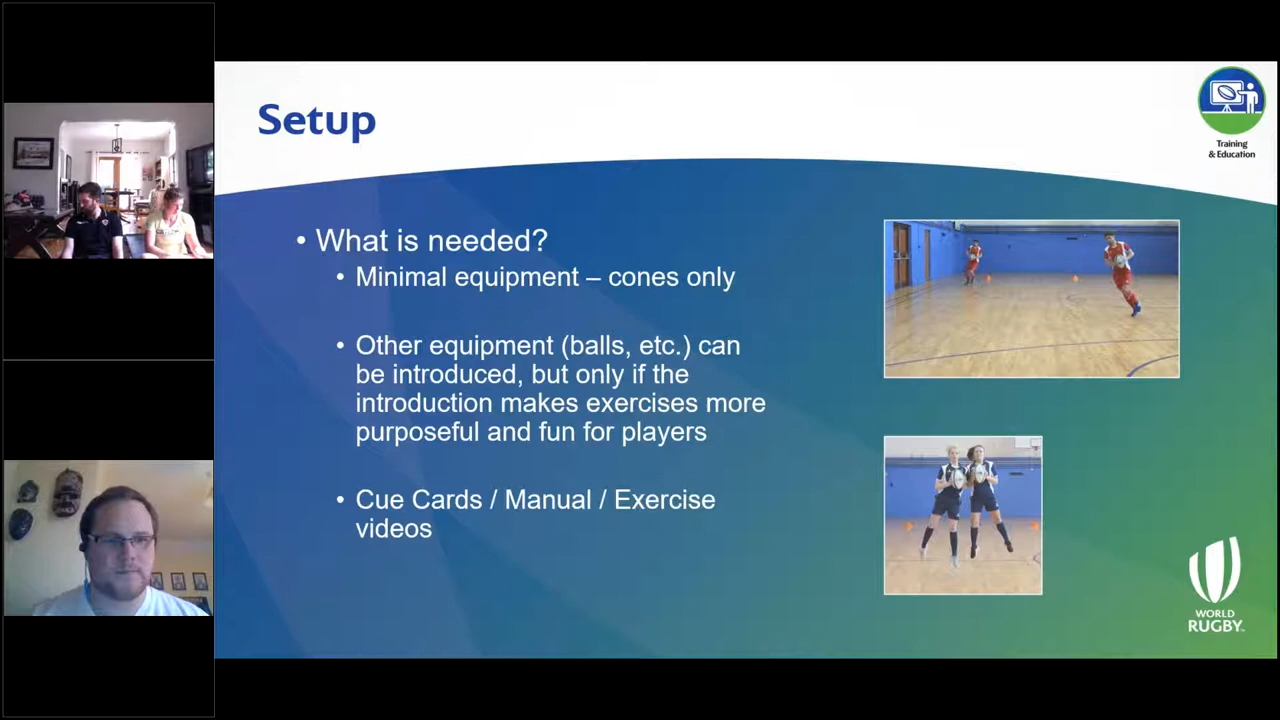 Setup
Training
& Education
• What is needed?
• Minimal equipment – cones only
• Other equipment (balls, etc.) can
be introduced, but only if the
introduction makes exercises more
purposeful and fun for players
• Cue Cards / Manual / Exercise
videos
WORLD
RUGBY™